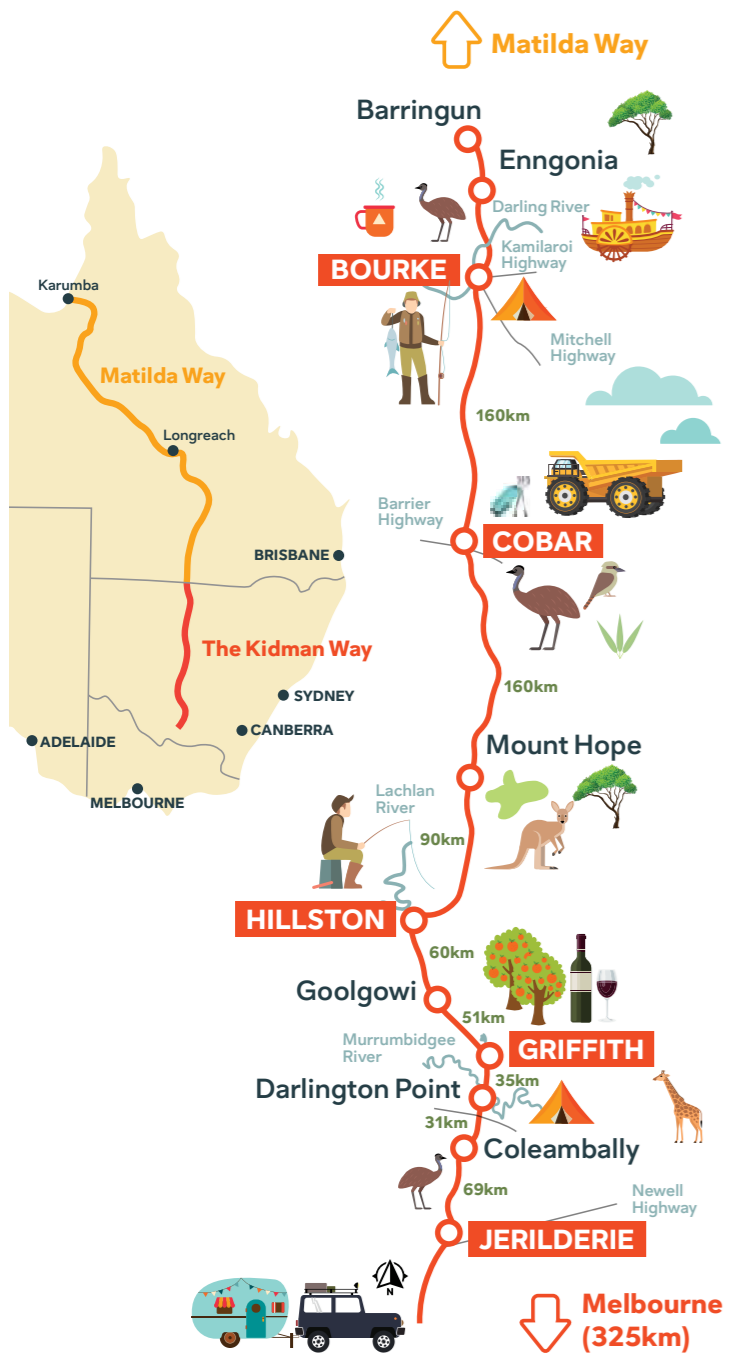 Matilda Way
Barringun
Enngonia
Darling River
Kamilaroi
Highway
BOURKE
Mitchell
Highway
160km
Barrier
Highway
COBAR
160km
Mount Hope
Lachlan
River
90km
HILLSTON
60km
Goolgowi
51km
Murrumbidgee
River
GRIFFITH
35km
Darlington Point
31km
Coleambally
69km
Newell
Highway
JERILDERIE
N
Melbourne
(325km)
Karumba
Matilda Way
Longreach
BRISBANE
The Kidman Way
SYDNEY
CANBERRA
ADELAIDE
MELBOURNE